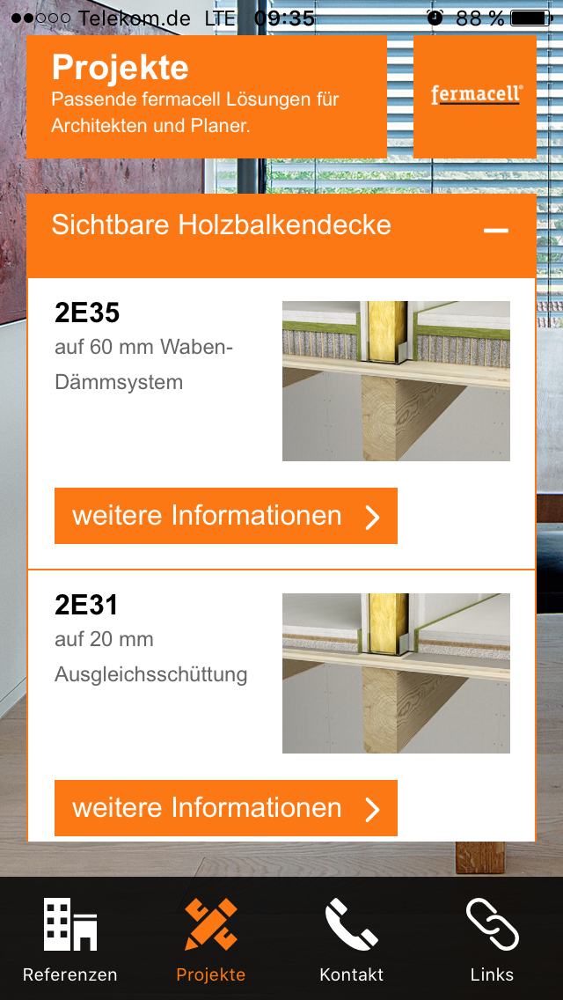 Telekom.de LTE 09:35 88 %
Projekte
Passende fermacell Lösungen für
Architekten und Planer.
fermacell®
Sichtbare Holzbalkendecke
2E35
auf 60 mm Waben-
Dämmsystem
weitere Informationen
2E31
auf 20 mm
Ausgleichsschüttung
weitere Informationen
Referenzen
Projekte
Kontakt
Links